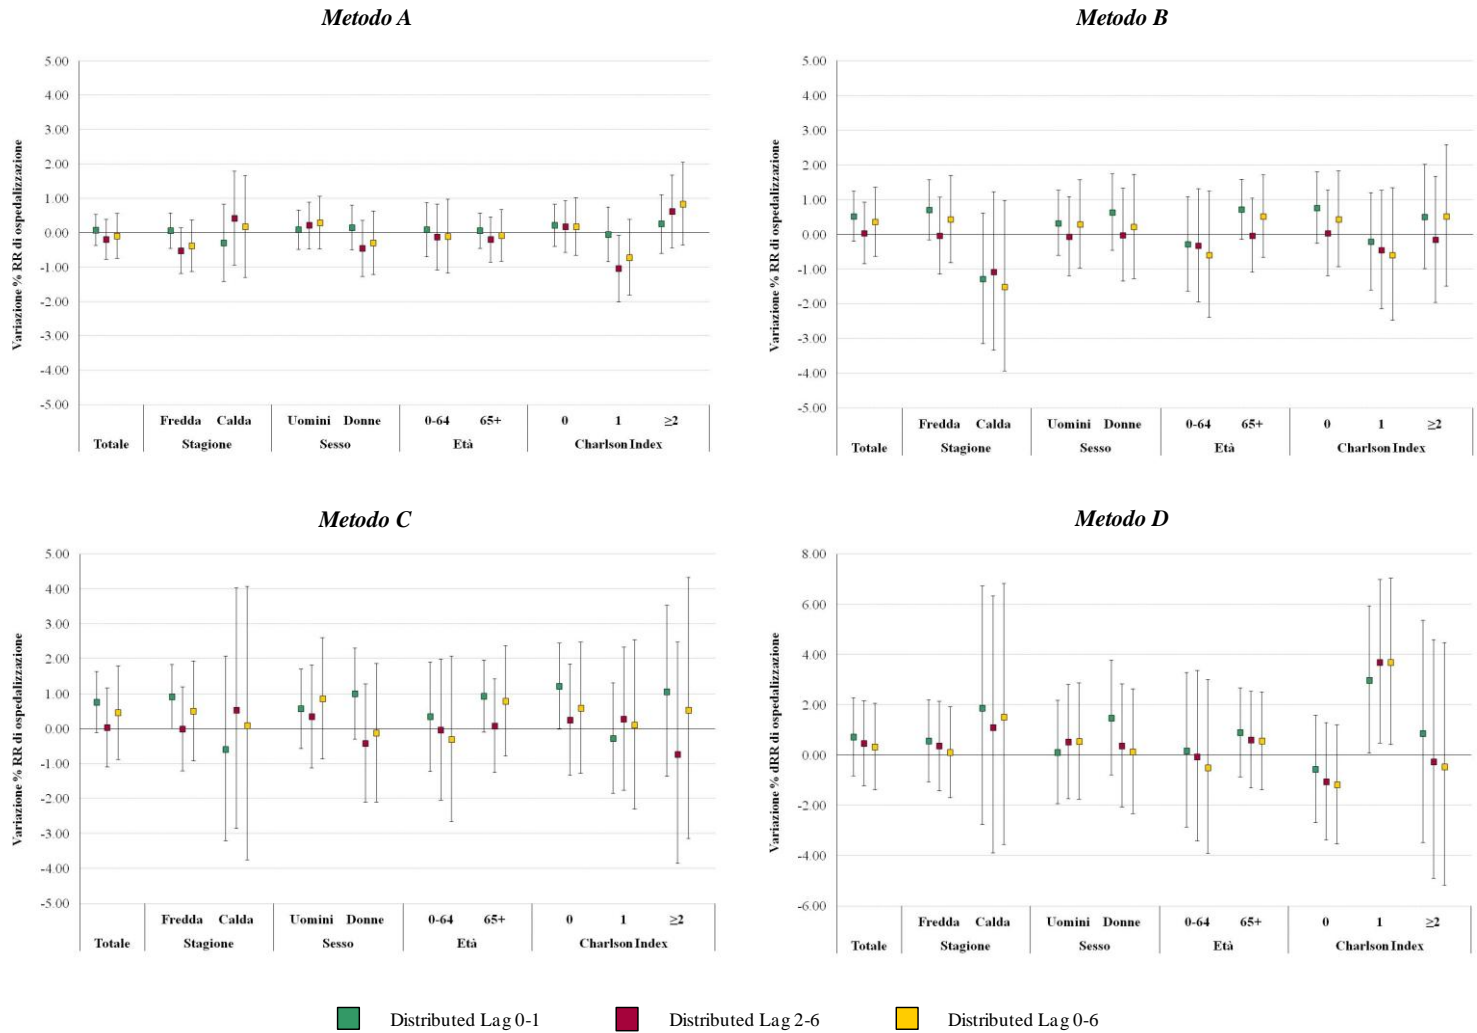 Metodo A
Variazione % RR di ospedalizzazione
5.00
4.00
3.00
2.00
1.00
0.00
-1.00
-2.00
-3.00
-4.00
-5.00
Fredda Calda Uomini Donne 0-64 65+ 0 1 ≥2
Totale Stagione Sesso Età Charlson Index
Metodo B
Variazione % RR di ospedalizzazione
5.00
4.00
3.00
2.00
1.00
0.00
-1.00
-2.00
-3.00
-4.00
-5.00
Fredda Calda Uomini Donne 0-64 65+ 0 1 ≥2
Totale Stagione Sesso Età Charlson Index
Metodo C
Variazione % RR di ospedalizzazione
5.00
4.00
3.00
2.00
1.00
0.00
-1.00
-2.00
-3.00
-4.00
-5.00
Fredda Calda Uomini Donne 0-64 65+ 0 1 ≥2
Totale Stagione Sesso Età Charlson Index
Metodo D
Variazione % dRR di ospedalizzazione
8.00
6.00
4.00
2.00
0.00
-2.00
-4.00
-6.00
Fredda Calda Uomini Donne 0-64 65+ 0 1 ≥2
Totale Stagione Sesso Età Charlson Index
Distributed Lag 0-1 Distributed Lag 2-6 Distributed Lag 0-6